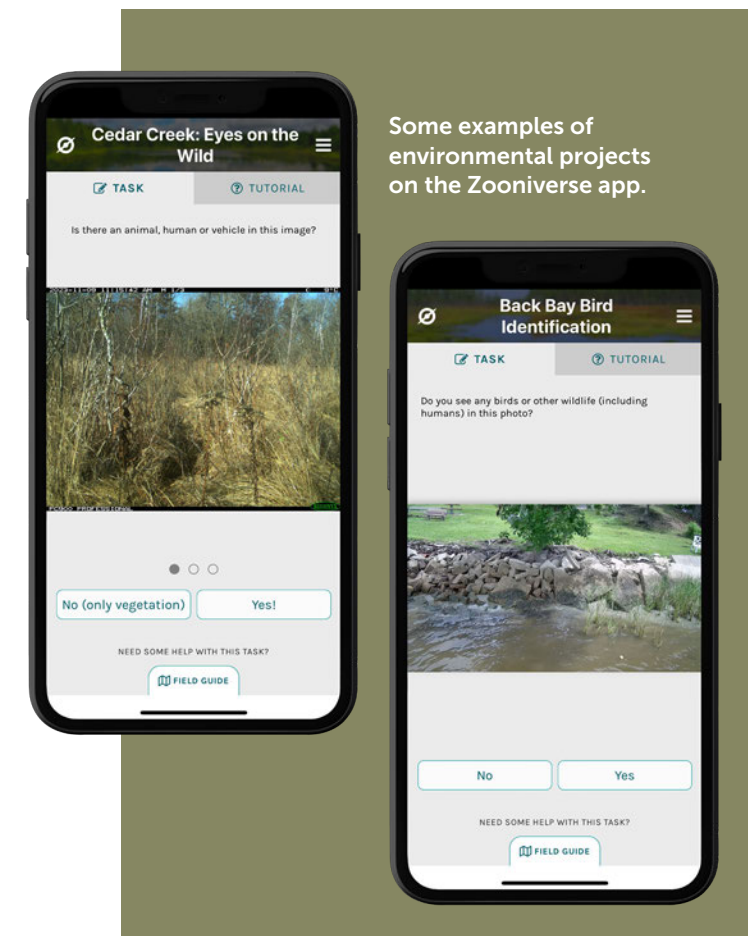 Some examples of
environmental projects
on the Zooniverse app.
Cedar Creek: Eyes on the
Wild
TASK
TUTORIAL
Is there an animal, human or vehicle in this image?
No (only vegetation)
Yes!
NEED SOME HELP WITH THIS TASK?
FIELD GUIDE
Back Bay Bird
Identification
TASK
TUTORIAL
Do you see any birds or other wildlife (including
humans) in this photo?
No
Yes
NEED SOME HELP WITH THIS TASK?
FIELD GUIDE